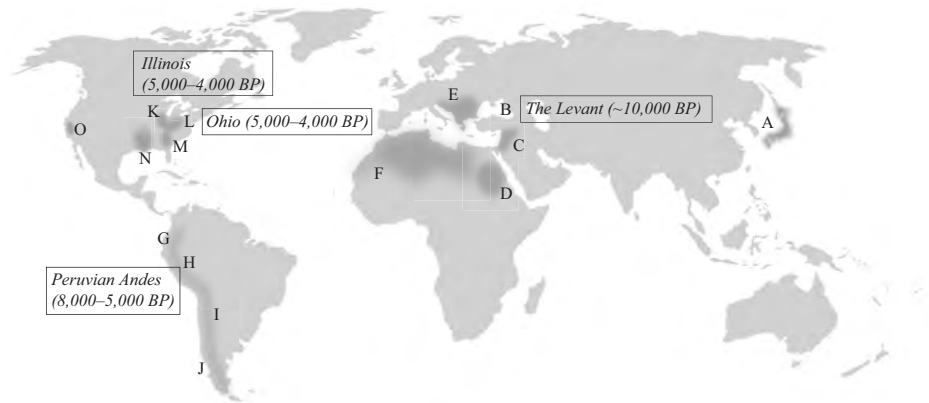 Illinois
(5,000–4,000 BP)
K
L
Ohio (5,000–4,000 BP)
O
M
N
E
B
The Levant (~10,000 BP)
C
A
F
D
G
H
Peruvian Andes
(8,000–5,000 BP)
I
J